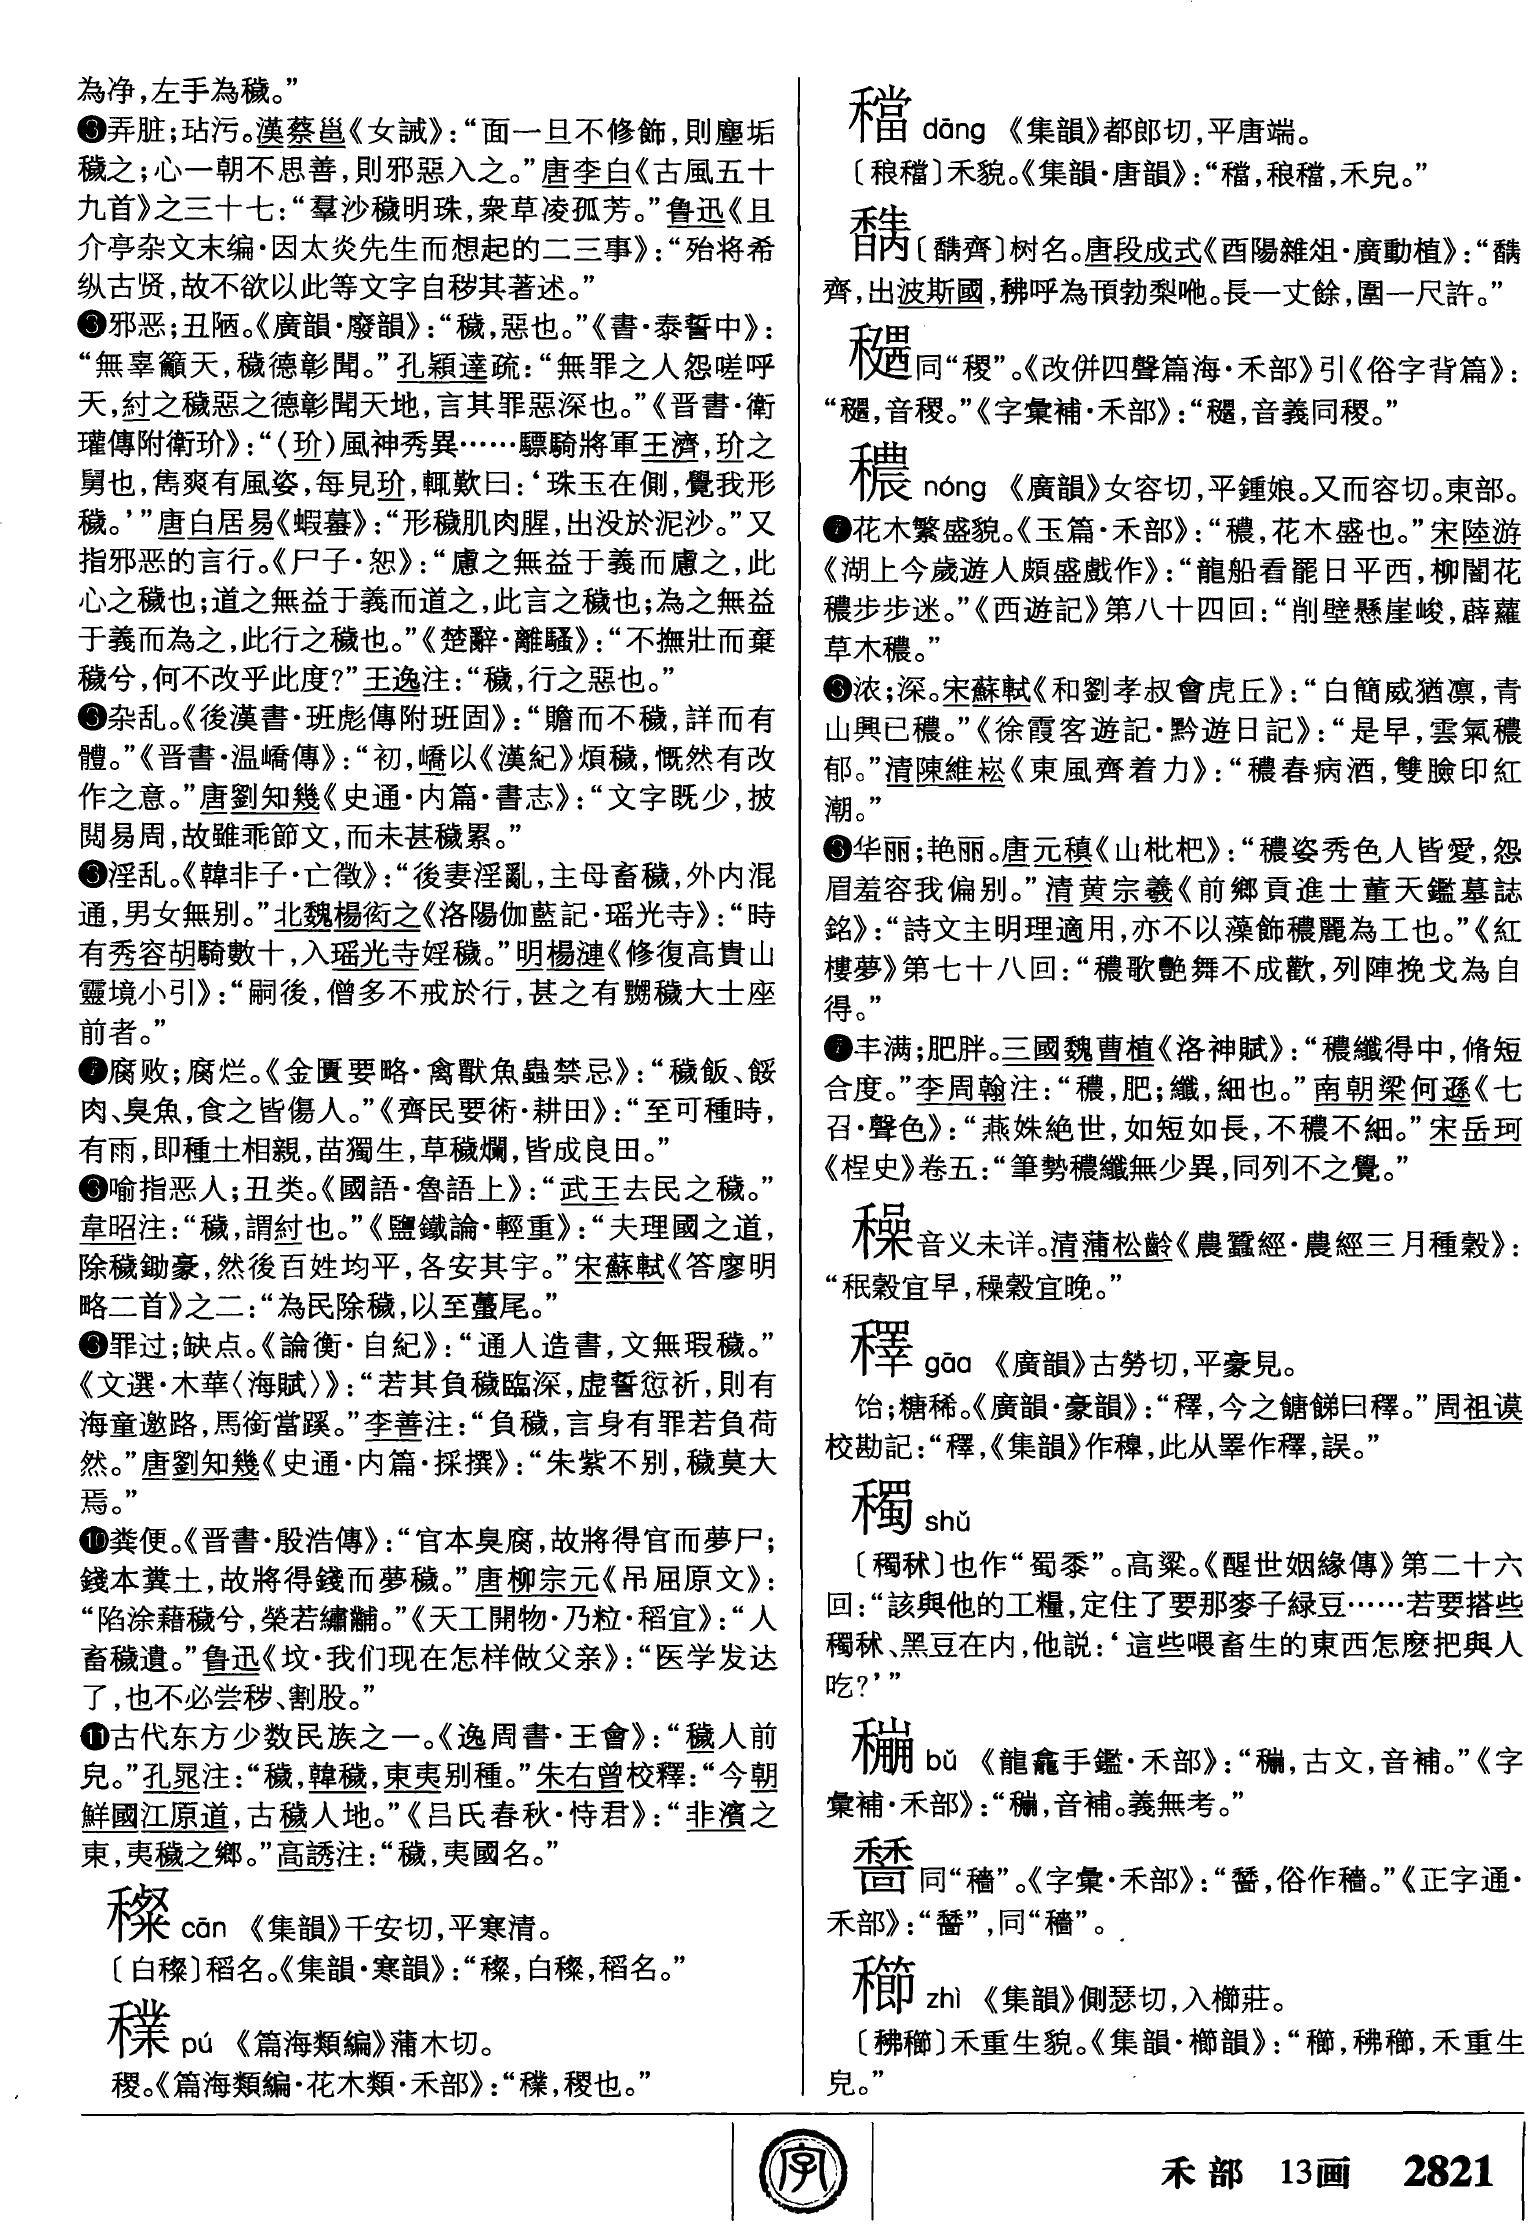 為净,左手為穢。”
❸弄脏;玷污。漢蔡邕《女誡》:“面一旦不修飾,則塵垢
穢之;心一朝不思善,則邪惡入之。”唐李白《古風五十
九首》之三十七:“羣沙穢明珠,衆草凌孤芳。”鲁迅《且
介亭杂文末编·因太炎先生而想起的二三事》:“殆将希
纵古贤,故不欲以此等文字自秽其著述。”
❸邪恶;丑陋。《廣韻·廢韻》:“穢,惡也。”《書·泰誓中》:
“無辜籲天,穢德彰聞。”孔穎達疏:“無罪之人怨嗟呼
天,紂之穢惡之德彰聞天地,言其罪惡深也。”《晋書·衛
瓘傳附衛玠》:“(玠)風神秀異……驃騎將軍王濟,玠之
舅也,雋爽有風姿,每見玠,輒歎曰:‘珠玉在側,覺我形
穢。’”唐白居易《蝦蟇》:“形穢肌肉腥,出没於泥沙。”又
指邪恶的言行。《尸子·恕》:“慮之無益于義而慮之,此
心之穢也;道之無益于義而道之,此言之穢也;為之無益
于義而為之,此行之穢也。”《楚辭·離騷》:“不撫壯而棄
穢兮,何不改乎此度?”王逸注:“穢,行之惡也。”
❸杂乱。《後漢書·班彪傳附班固》:“贍而不穢,詳而有
體。”《晋書·温嶠傳》:“初,嶠以《漢紀》煩穢,慨然有改
作之意。”唐劉知幾《史通·内篇·書志》:“文字既少,披
閲易周,故雖乖節文,而未甚穢累。”
❸淫乱。《韓非子·亡徵》:“後妻淫亂,主母畜穢,外内混
通,男女無别。”北魏楊衒之《洛陽伽藍記·瑶光寺》:“時
有秀容胡騎數十,入瑶光寺婬穢。”明楊漣《修復高貴山
靈境小引》:“嗣後,僧多不戒於行,甚之有嬲穢大士座
前者。”
❼腐败;腐烂。《金匱要略·禽獸魚蟲禁忌》:“穢飯、餒
肉、臭魚,食之皆傷人。”《齊民要術·耕田》:“至可種時,
有雨,即種土相親,苗獨生,草穢爛,皆成良田。”
❸喻指恶人;丑类。《國語·魯語上》:“武王去民之穢。”
韋昭注:“穢,謂紂也。”《鹽鐵論·輕重》:“夫理國之道,
除穢鋤豪,然後百姓均平,各安其宇。”宋蘇軾《答廖明
略二首》之二:“為民除穢,以至蠆尾。”
❸罪过;缺点。《論衡·自紀》:“通人造書,文無瑕穢。”
《文選·木華〈海賦〉》:“若其負穢臨深,虚誓愆祈,則有
海童邀路,馬銜當蹊。”李善注:“負穢,言身有罪若負荷
然。”唐劉知幾《史通·内篇·採撰》:“朱紫不别,穢莫大
焉。”
❿粪便。《晋書·殷浩傳》:“官本臭腐,故將得官而夢尸;
錢本糞土,故將得錢而夢穢。”唐柳宗元《吊屈原文》:
“陷涂藉穢兮,榮若繡黼。”《天工開物·乃粒·稻宜》:“人
畜穢遺。”鲁迅《坟·我们现在怎样做父亲》:“医学发达
了,也不必尝秽、割股。”
⓫古代东方少数民族之一。《逸周書·王會》:“穢人前
兒。”孔晁注:“穢,韓穢,東夷别種。”朱右曾校釋:“今朝
鮮國江原道,古穢人地。”《吕氏春秋·恃君》:“非濱之
東,夷穢之鄉。”高誘注:“穢,夷國名。”
䅟 cān 《集韻》千安切,平寒清。
〔白〕稻名。《集韻·寒韻》:“白,稻名。”
穙 pú 《篇海類編》蒲木切。
稷。《篇海類編·花木類·禾部》:“穙,稷也。”
䅯 dāng 《集韻》都郎切,平唐端。
〔稂〕禾貌。《集韻·唐韻》:“稂,禾皃。”
〔齊〕树名。唐段成式《酉陽雜俎·廣動植》:“
齊,出波斯國,䄶呼為預勃梨咃。長一丈餘,圍一尺許。”
同“稷”。《改併四聲篇海·禾部》引《俗字背篇》:
“音稷。”《字彙補·禾部》:“音義同稷。”
穠 nóng 《廣韻》女容切,平鍾娘。又而容切。東部。
❶花木繁盛貌。《玉篇·禾部》:“穠,花木盛也。”宋陸游
《湖上今歲遊人頗盛戲作》:“龍船看罷日平西,柳闇花
穠步步迷。”《西遊記》第八十四回:“削壁懸崖峻,薜蘿
草木穠。”
❸浓;深。宋蘇軾《和劉孝叔會虎丘》:“白簡威猶凛,青
山興已穠。”《徐霞客遊記·黔遊日記》:“是早,雲氣穠
郁。”清陳維崧《東風齊着力》:“穠春病酒,雙臉印紅
潮。”
❸华丽;艳丽。唐元稹《山枇杷》:“穠姿秀色人皆愛,怨
眉羞容我偏别。”清黄宗羲《前鄉貢進士董天鑑墓誌
銘》:“詩文主明理適用,亦不以藻飾穠麗為工也。”《紅
樓夢》第七十八回:“穠歌艷舞不成歡,列陣挽戈為自
得。”
❼丰满;肥胖。三國魏曹植《洛神賦》:“穠纖得中,脩短
合度。”李周翰注:“穠,肥;纖,細也。”南朝梁何遜《七
召·聲色》:“燕姝絶世,如短如長,不穠不細。”宋岳珂
《桯史》卷五:“筆勢穠纖無少異,同列不之覺。”
音义未详。清蒲松齡《農蠶經·農經三月種穀》:
“秖穀宜早,穀宜晚。”
䆁 gāa 《廣韻》古勞切,平豪見。
饴;糖稀。《廣韻·豪韻》:“䆁,今之餹餳曰䆁。”周祖谟
校勘記:“䆁,《集韻》作,此从睪作䆁,誤。”
䆯 shǔ
〔秫〕也作“蜀黍”。高粱。《醒世姻緣傳》第二十六
回:“該與他的工糧,定住了要那麥子緑豆……若要搭些
秫、黑豆在内,他説:‘這些喂畜生的東西怎麽把與人
吃?’”
bǔ 《龍龕手鑑·禾部》:“古文,音補。”《字
彙補·禾部》:“音補。義無考。”
同“穡”。《字彙·禾部》:“俗作穡。”《正字通·
禾部》:“”,同“穡”。
zhì 《集韻》側瑟切,入櫛莊。
〔䄶〕禾重生貌。《集韻·櫛韻》:“䄶,禾重生
皃。”
字
禾部 13画 2821